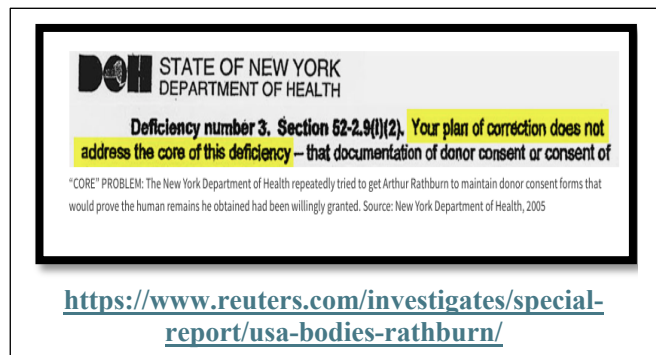 DOH STATE OF NEW YORK
DEPARTMENT OF HEALTH
Deficiency number 3. Section 52-2.9(l)(2). Your plan of correction does not
address the core of this deficiency – that documentation of donor consent or consent of
“CORE” PROBLEM: The New York Department of Health repeatedly tried to get Arthur Rathburn to maintain donor consent forms that
would prove the human remains he obtained had been willingly granted. Source: New York Department of Health, 2005
https://www.reuters.com/investigates/special-
report/usa-bodies-rathburn/